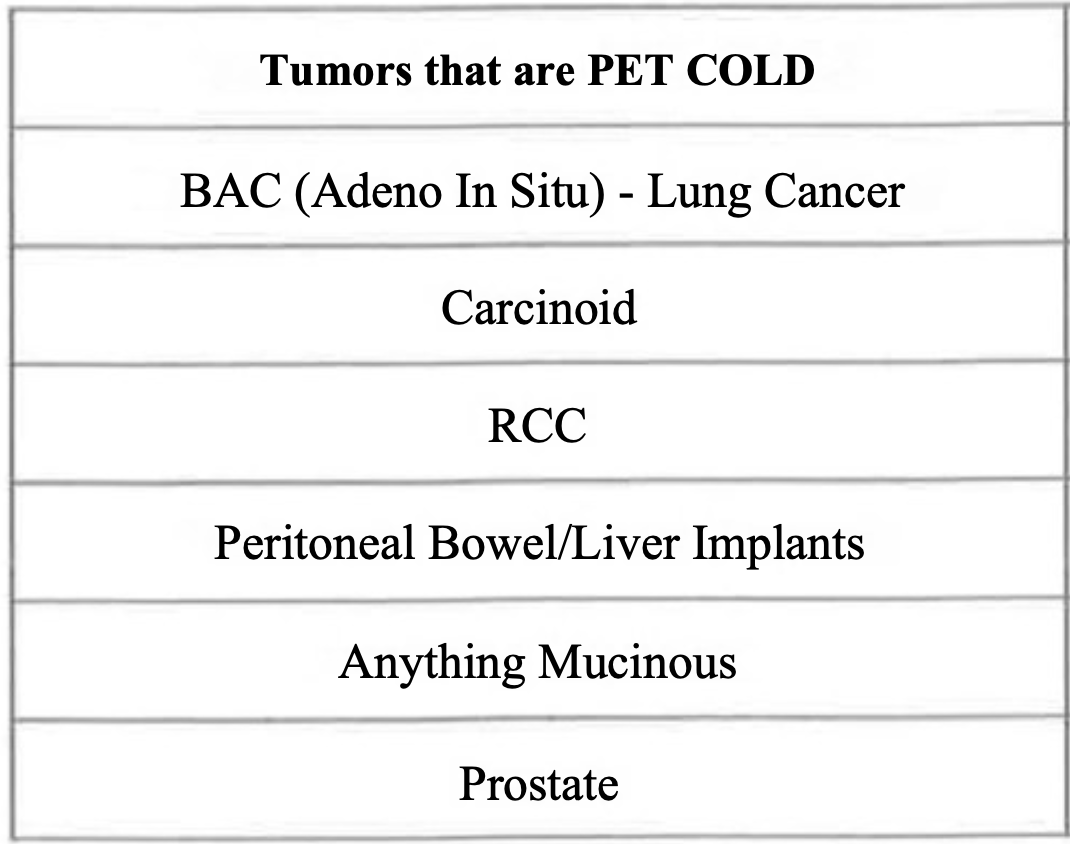 Tumors that are PET COLD
BAC (Adeno In Situ) - Lung Cancer
Carcinoid
RCC
Peritoneal Bowel/Liver Implants
Anything Mucinous
Prostate